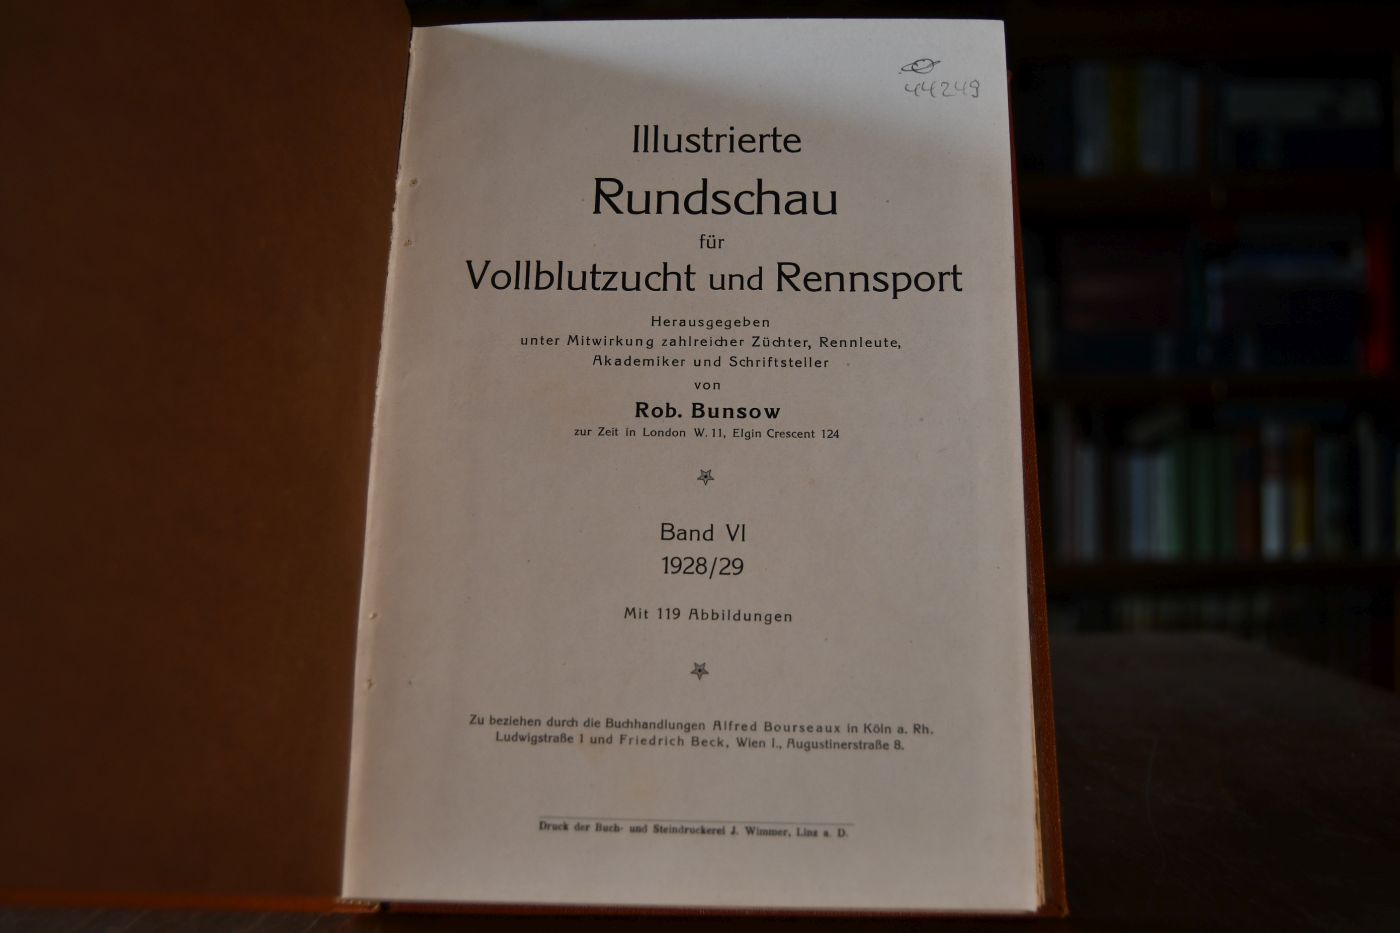 44249
Illustrierte
Rundschau
für
Vollblutzucht und Rennsport
Herausgegeben
unter Mitwirkung zahlreicher Züchter, Rennleute,
Akademiker und Schriftsteller
von
Rob. Bunsow
zur Zeit in London W. 11, Elgin Crescent 124
Band VI
1928/29
Mit 119 Abbildungen
Zu beziehen durch die Buchhandlungen Alfred Bourseaux in Köln a. Rh.
Ludwigstraße 1 und Friedrich Beck, Wien I., Augustinerstraße 8.
Druck der Buch- und Steindruckerei J. Wimmer, Linz a. D.